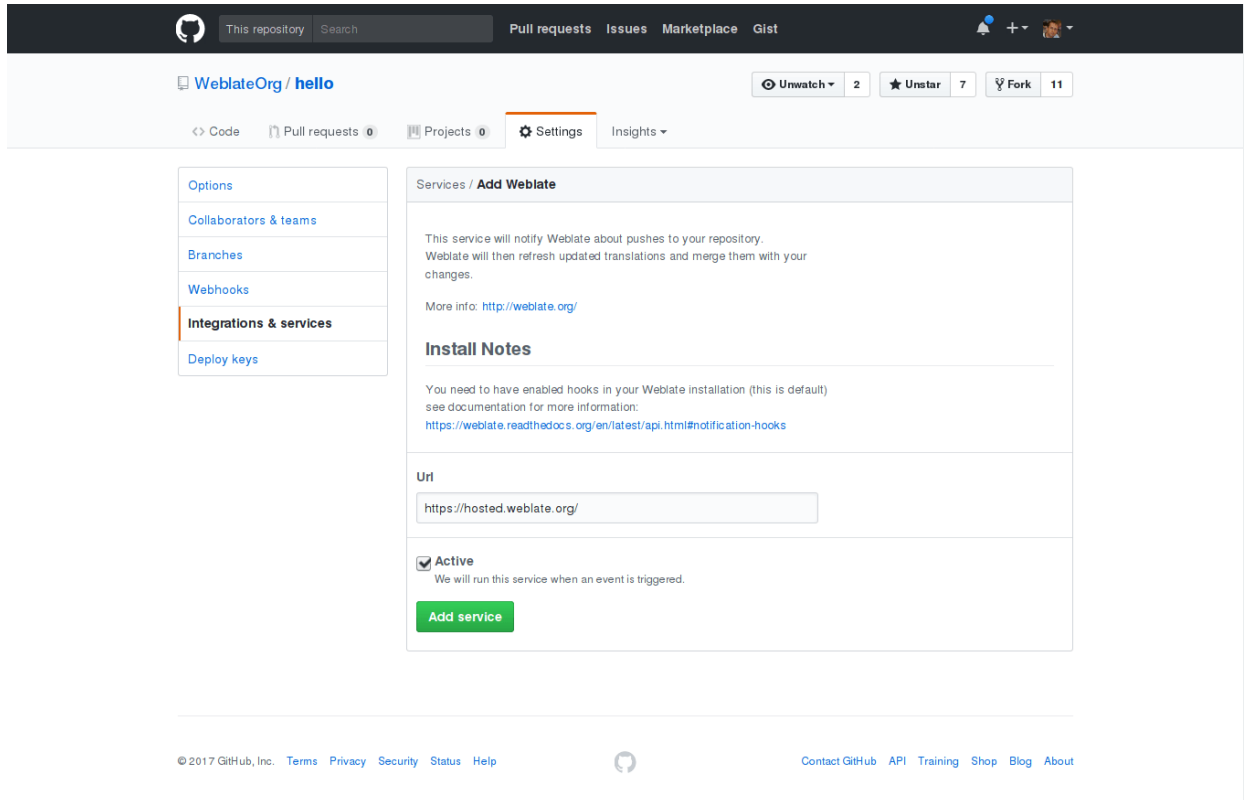 This repository Search Pull requests Issues Marketplace Gist
WeblateOrg / hello Unwatch 2 Unstar 7 Fork 11
Code Pull requests 0 Projects 0 Settings Insights
Options
Collaborators & teams
Branches
Webhooks
Integrations & services
Deploy keys
Services / Add Weblate
This service will notify Weblate about pushes to your repository.
Weblate will then refresh updated translations and merge them with your
changes.
More info: http://weblate.org/
Install Notes
You need to have enabled hooks in your Weblate installation (this is default)
see documentation for more information:
https://weblate.readthedocs.org/en/latest/api.html#notification-hooks
Url
https://hosted.weblate.org/
Active
We will run this service when an event is triggered.
Add service
© 2017 GitHub, Inc. Terms Privacy Security Status Help Contact GitHub API Training Shop Blog About